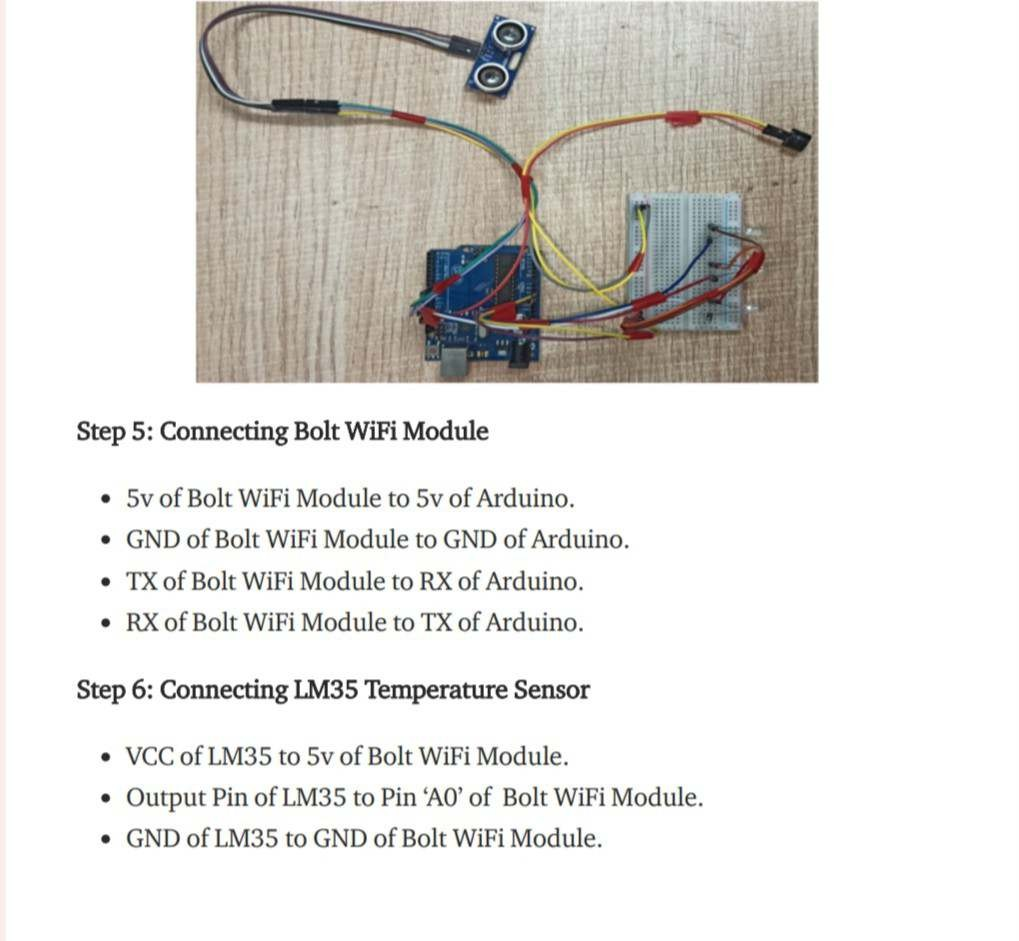 Step 5: Connecting Bolt WiFi Module
• 5v of Bolt WiFi Module to 5v of Arduino.
• GND of Bolt WiFi Module to GND of Arduino.
• TX of Bolt WiFi Module to RX of Arduino.
• RX of Bolt WiFi Module to TX of Arduino.
Step 6: Connecting LM35 Temperature Sensor
• VCC of LM35 to 5v of Bolt WiFi Module.
• Output Pin of LM35 to Pin ‘A0’ of Bolt WiFi Module.
• GND of LM35 to GND of Bolt WiFi Module.